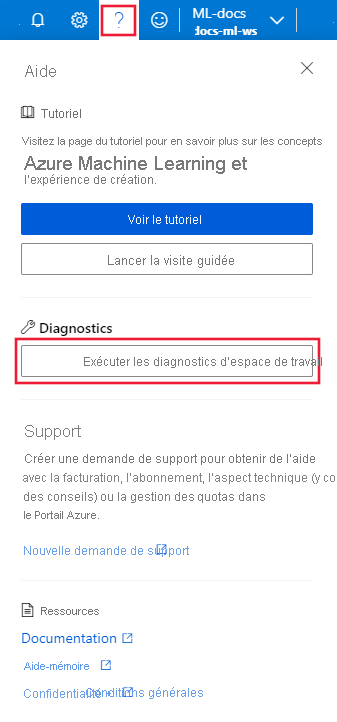 ?
ML-docs
docs-ml-ws
Aide
Tutoriel
Visitez la page du tutoriel pour en savoir plus sur les concepts
Azure Machine Learning et
l'expérience de création.
Voir le tutoriel
Lancer la visite guidée
Diagnostics
Exécuter les diagnostics d'espace de travail
Support
Créer une demande de support pour obtenir de l'aide
avec la facturation, l'abonnement, l'aspect technique (y co
des conseils) ou la gestion des quotas dans
le Portail Azure.
Nouvelle demande de support
Ressources
Documentation
Aide-mémoire
Confidentialité • Conditions générales